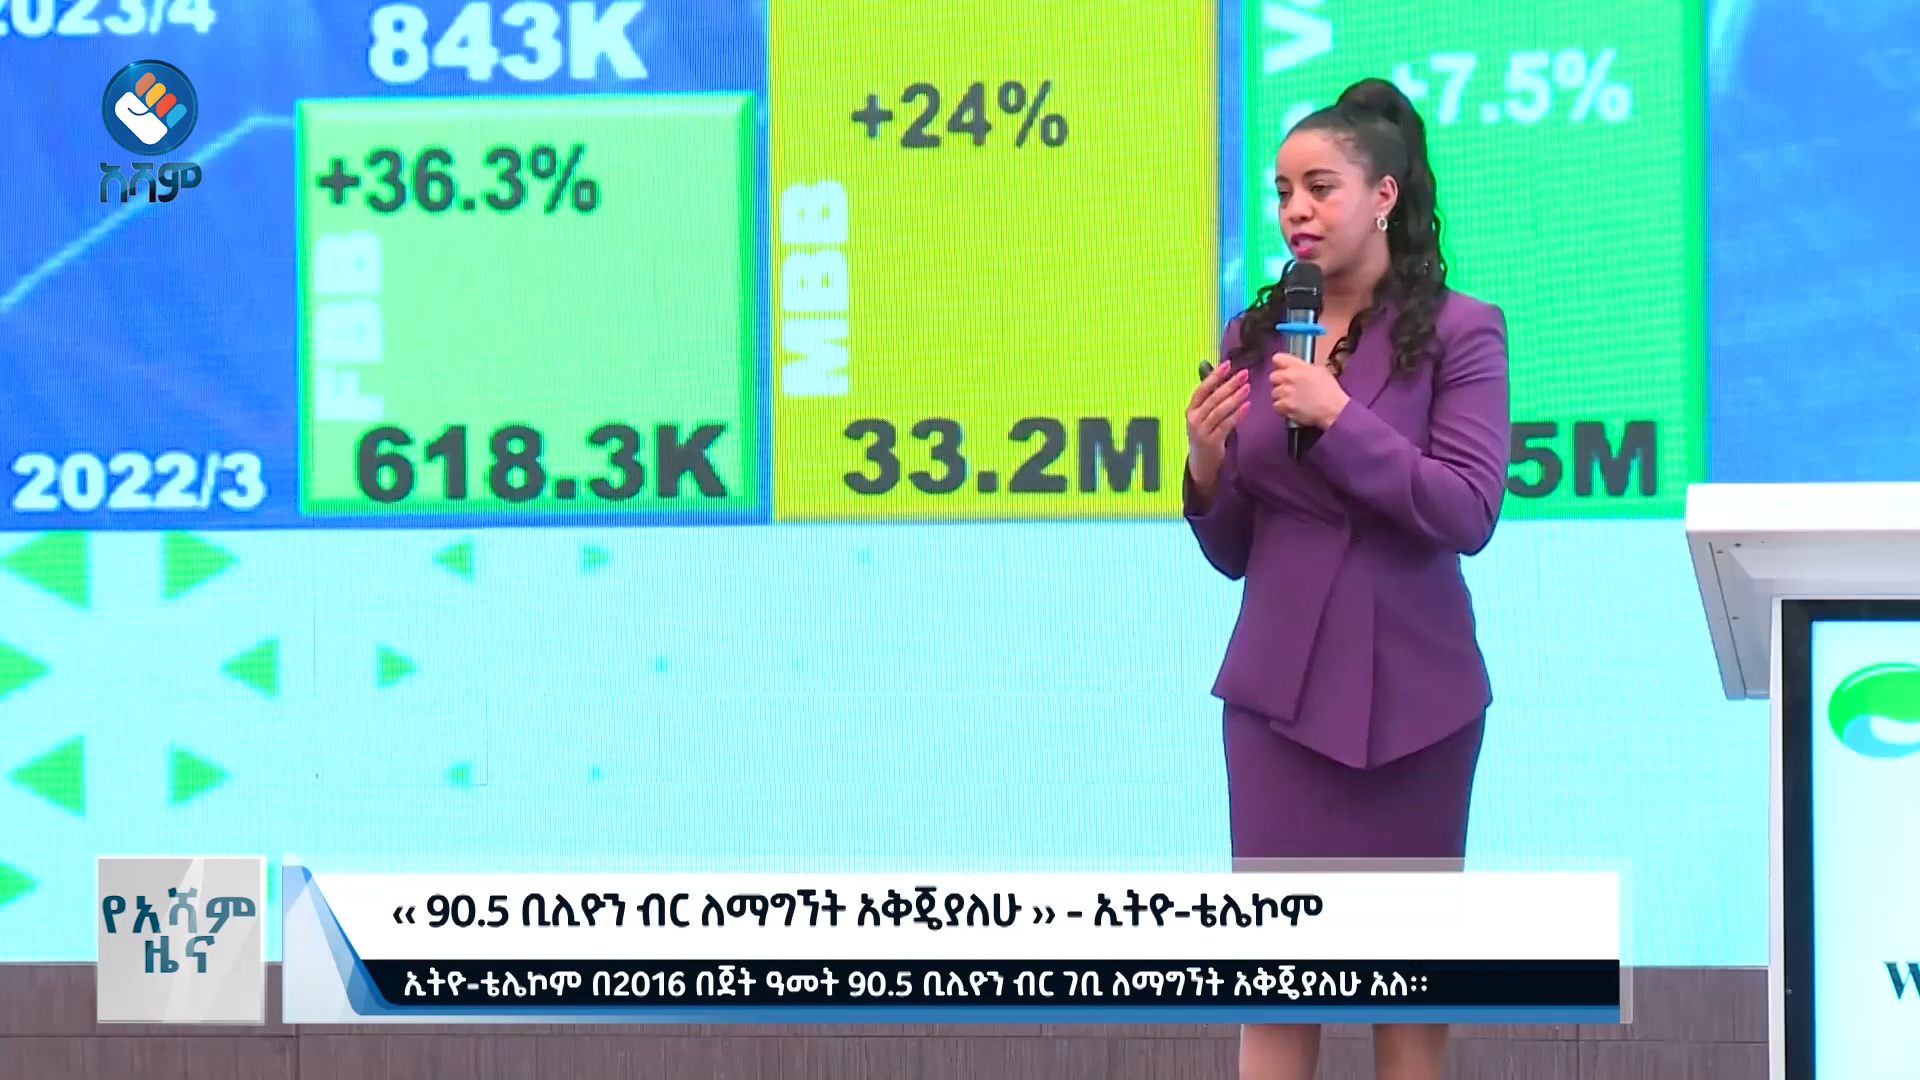 2023/4
843K
+36.3%
FBB
618.3K
2022/3
+24%
MBB
33.2M
+7.5%
5M
አሻም
W
የአሻም
ዜና
‹‹ 90.5 ቢሊዮን ብር ለማግኘት አቅጃያለሁ ›› - ኢትዮ-ቴሌኮም
ኢትዮ-ቴሌኮም በ2016 በጀት ዓመት 90.5 ቢሊዮን ብር ገቢ ለማግኘት አቅጄያለሁ አለ፡፡